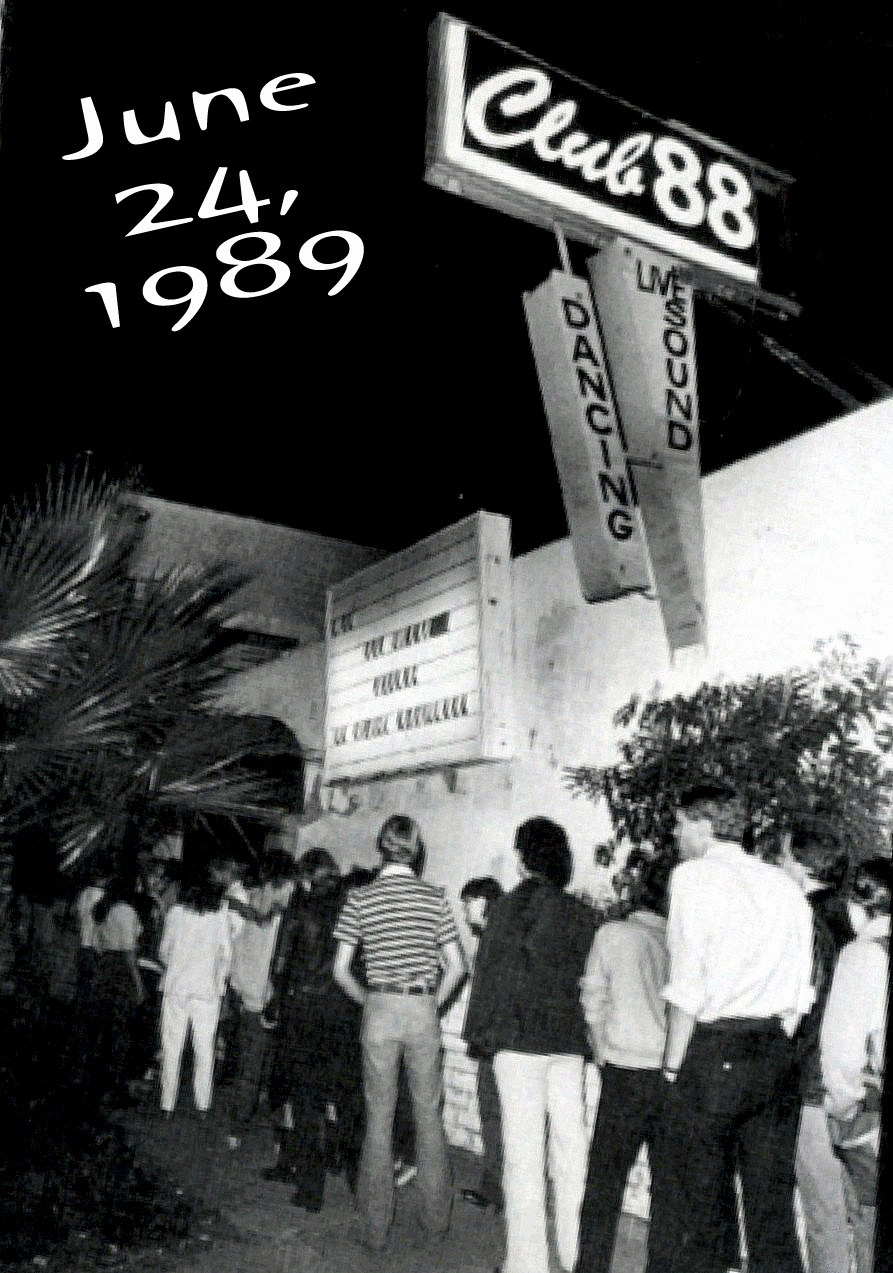 June
24,
1989
Club 88
LIVE SOUND
DANCING